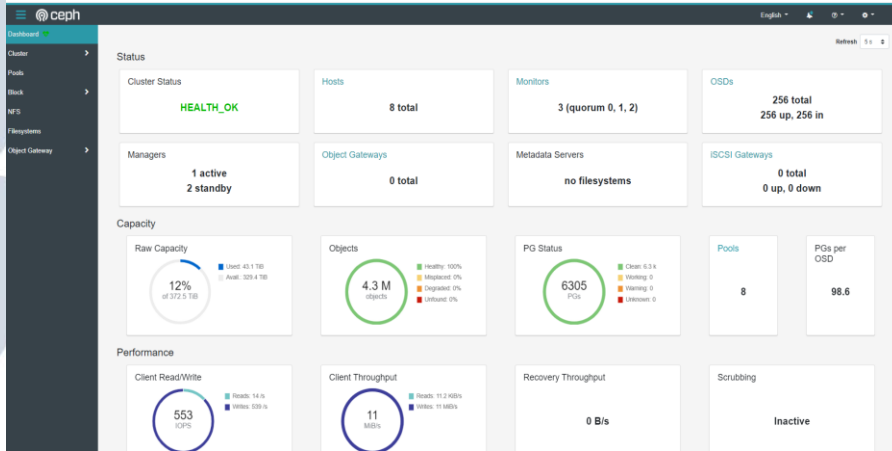 ceph
English
Dashboard
Cluster
Pools
Block
NFS
Filesystems
Object Gateway
Refresh 5 s
Status
Cluster Status
HEALTH_OK
Hosts
8 total
Monitors
3 (quorum 0, 1, 2)
OSDs
256 total
256 up, 256 in
Managers
1 active
2 standby
Object Gateways
0 total
Metadata Servers
no filesystems
iSCSI Gateways
0 total
0 up, 0 down
Capacity
Raw Capacity
12%
of 372.5 TiB
Used: 43.1 TiB
Avail.: 329.4 TiB
Objects
4.3 M
objects
Healthy: 100%
Misplaced: 0%
Degraded: 0%
Unfound: 0%
PG Status
6305
PGs
Clean: 6.3 k
Working: 0
Warning: 0
Unknown: 0
Pools
8
PGs per
OSD
98.6
Performance
Client Read/Write
553
IOPS
Reads: 14 /s
Writes: 539 /s
Client Throughput
11
MiB/s
Reads: 11.2 KiB/s
Writes: 11 MiB/s
Recovery Throughput
0 B/s
Scrubbing
Inactive